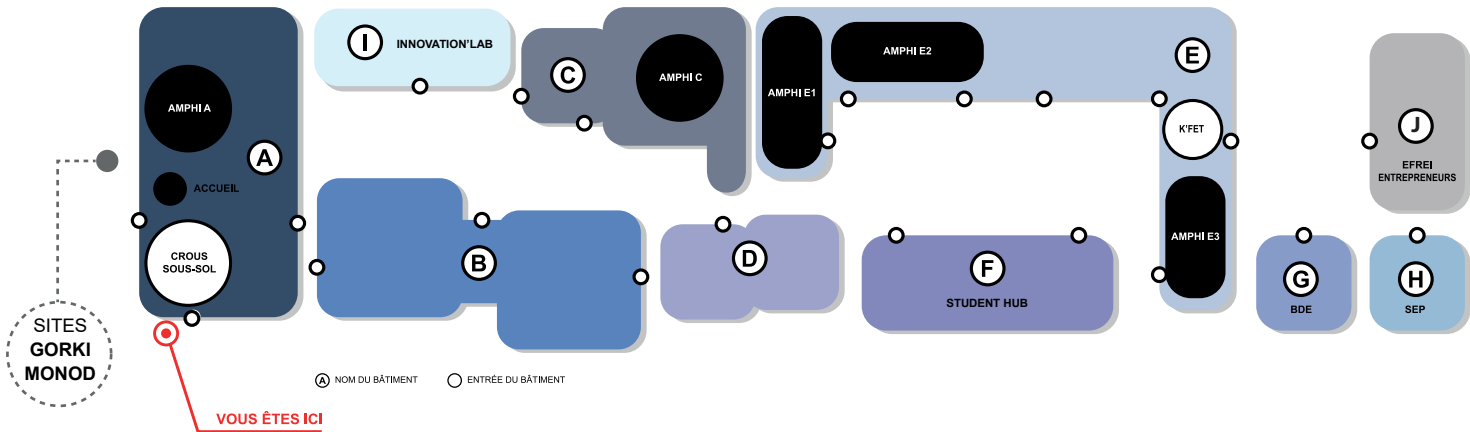 AMPHI A
A
ACCUEIL
CROUS
SOUS-SOL
SITES
GORKI
MONOD
VOUS ÊTES ICI
I
INNOVATION'LAB
C
AMPHI C
B
D
AMPHI E1
AMPHI E2
E
K'FET
AMPHI E3
F
STUDENT HUB
G
BDE
J
EFREI
ENTREPRENEURS
H
SEP
A NOM DU BÂTIMENT
ENTRÉE DU BÂTIMENT